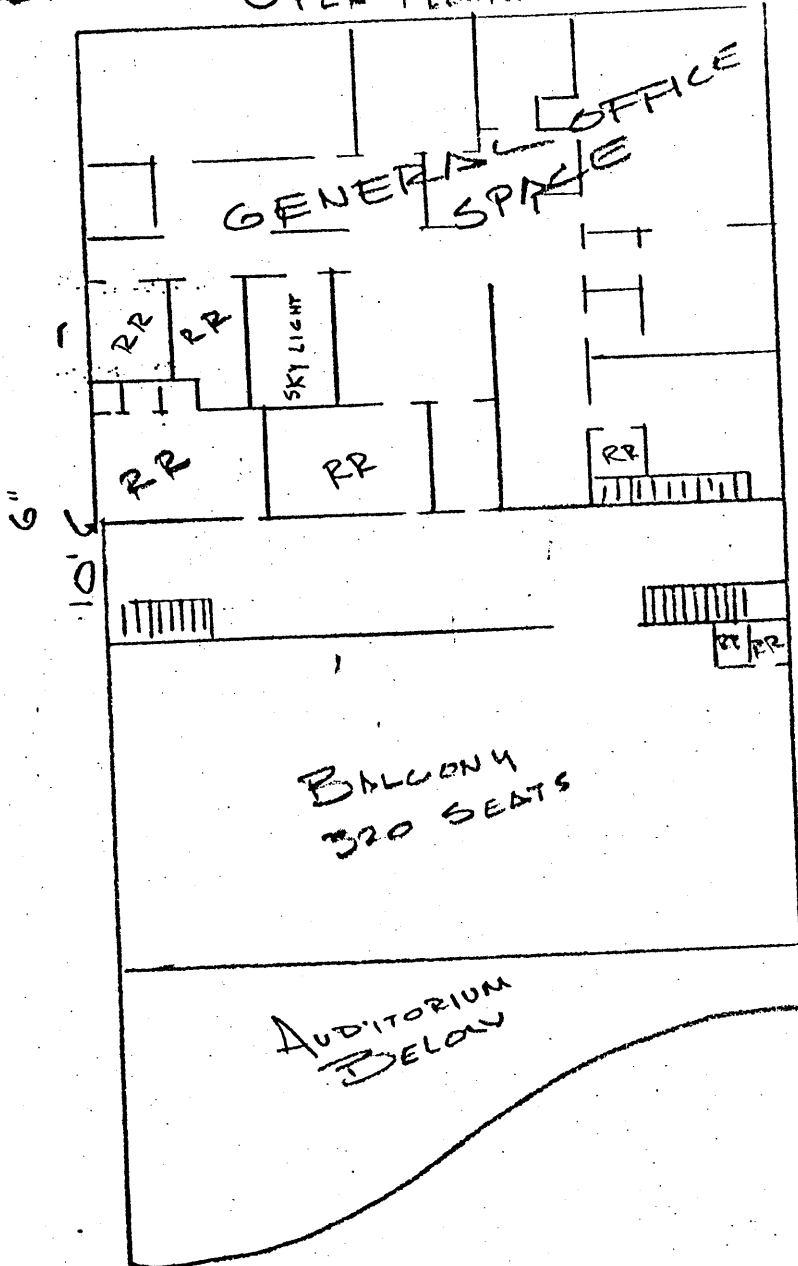 GENERAL OFFICE
SPACE
RR
RR
SKY LIGHT
RR
RR
RR
6"
10'
RR
RR
BALCONY
320 SEATS
AUDITORIUM
BELOW